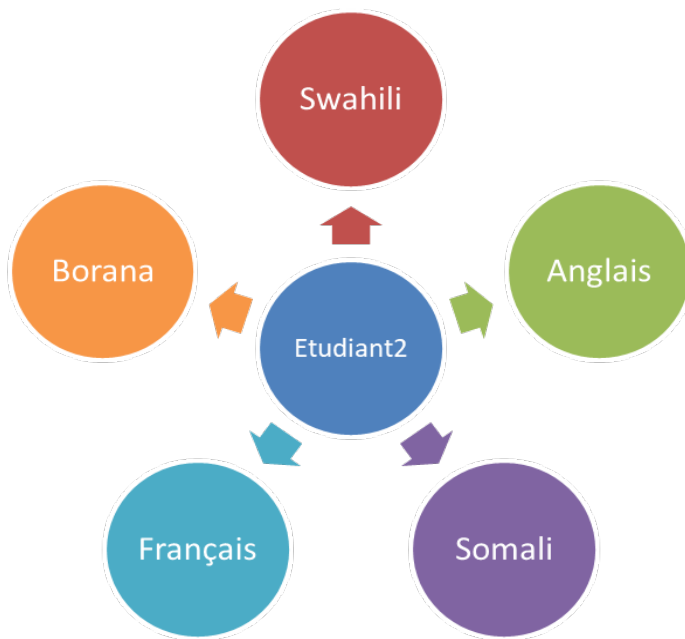 Swahili
Borana
Anglais
Etudiant2
Français
Somali